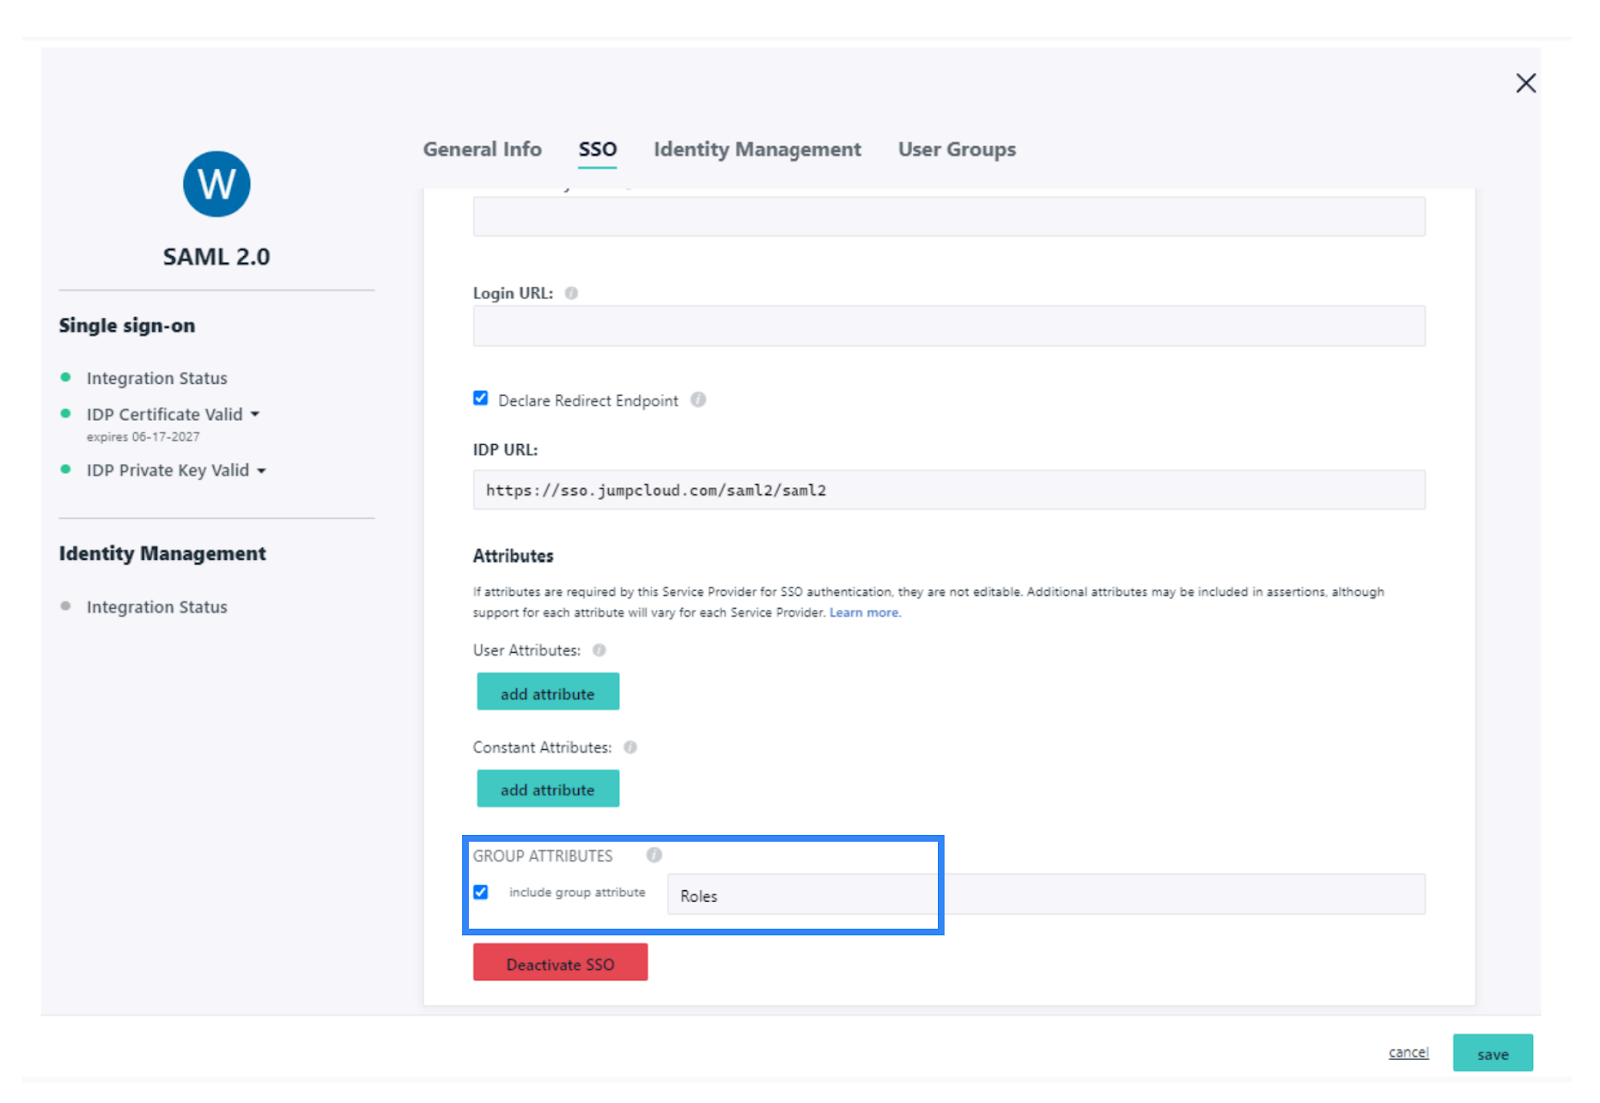 General Info SSO Identity Management User Groups
W
SAML 2.0
Single sign-on
Integration Status
IDP Certificate Valid
expires 06-17-2027
IDP Private Key Valid
Identity Management
Integration Status
Login URL:
Declare Redirect Endpoint
IDP URL:
https://sso.jumpcloud.com/saml2/saml2
Attributes
If attributes are required by this Service Provider for SSO authentication, they are not editable. Additional attributes may be included in assertions, although
support for each attribute will vary for each Service Provider. Learn more.
User Attributes:
add attribute
Constant Attributes:
add attribute
GROUP ATTRIBUTES
include group attribute Roles
Deactivate SSO
cancel save